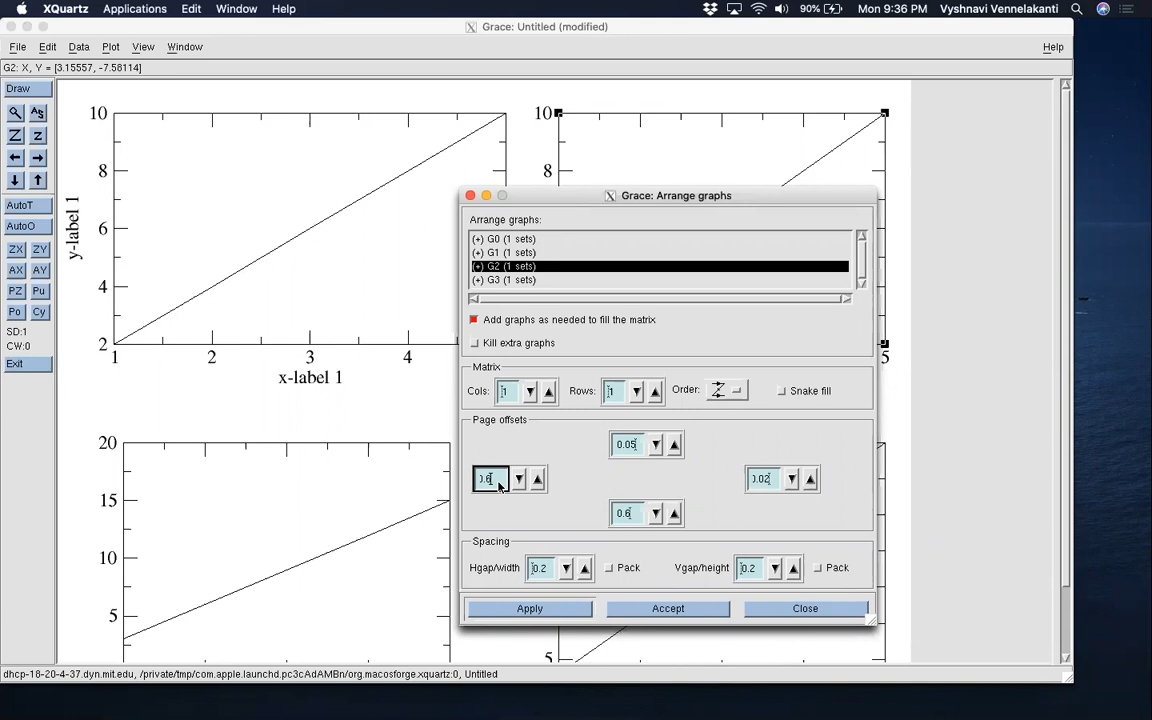 XQuartz Applications Edit Window Help 90% Mon 9:36 PM Vyshnavi Vennelakanti
Grace: Untitled (modified)
File Edit Data Plot View Window Help
G2: X, Y = [3.15557, -7.58114]
Draw
Z z
AutoT
AutoO
ZX ZY
AX AY
PZ Pu
Po Cy
SD:1
CW:0
Exit
10
8
6
4
2
1 2 3 4
x-label 1
y-label 1
10
8
5
20
15
10
5
5
Grace: Arrange graphs
Arrange graphs:
(+) G0 (1 sets)
(+) G1 (1 sets)
(+) G2 (1 sets)
(+) G3 (1 sets)
Add graphs as needed to fill the matrix
Kill extra graphs
Matrix
Cols: 1 Rows: 1 Order: Snake fill
Page offsets
0.05
0.6 0.02
0.6
Spacing
Hgap/width 0.2 Pack Vgap/height 0.2 Pack
Apply Accept Close
dhcp-18-20-4-37.dyn.mit.edu, /private/tmp/com.apple.launchd.pc3cAdAMBn/org.macosforge.xquartz:0, Untitled